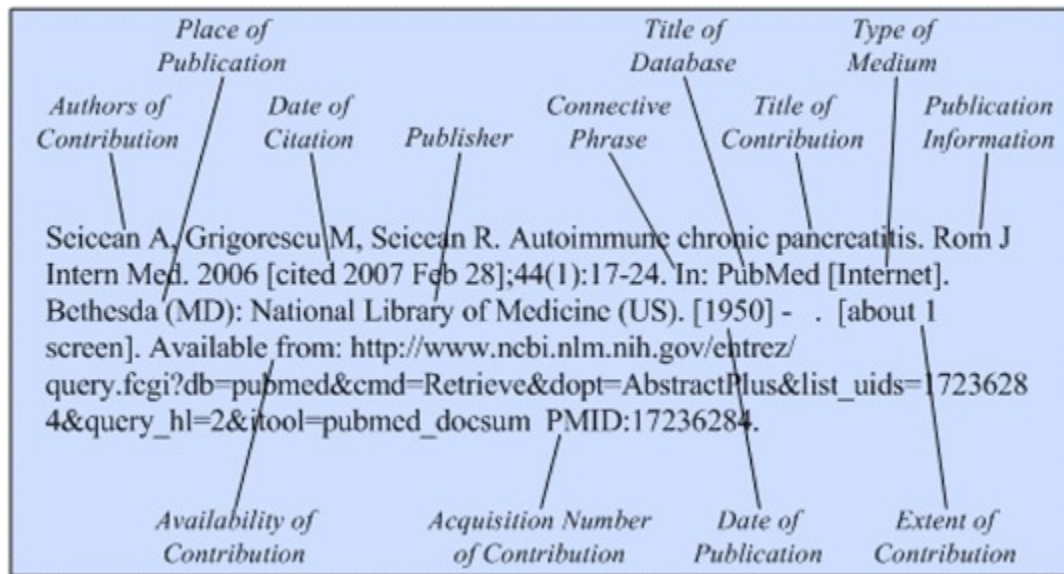 Place of
Publication
Title of
Database
Type of
Medium
Authors of
Contribution
Date of
Citation
Publisher
Connective
Phrase
Title of
Contribution
Publication
Information
Scicean A, Grigorescu M, Scicean R. Autoimmune chronic pancreatitis. Rom J
Intern Med. 2006 [cited 2007 Feb 28];44(1):17-24. In: PubMed [Internet].
Bethesda (MD): National Library of Medicine (US). [1950] - . [about 1
screen]. Available from: http://www.ncbi.nlm.nih.gov/entrez/
query.fcgi?db=pubmed&cmd=Retrieve&dopt=AbstractPlus&list_uids=1723628
4&query_hl=2&itool=pubmed_docsum PMID:17236284.
Availability of
Contribution
Acquisition Number
of Contribution
Date of
Publication
Extent of
Contribution